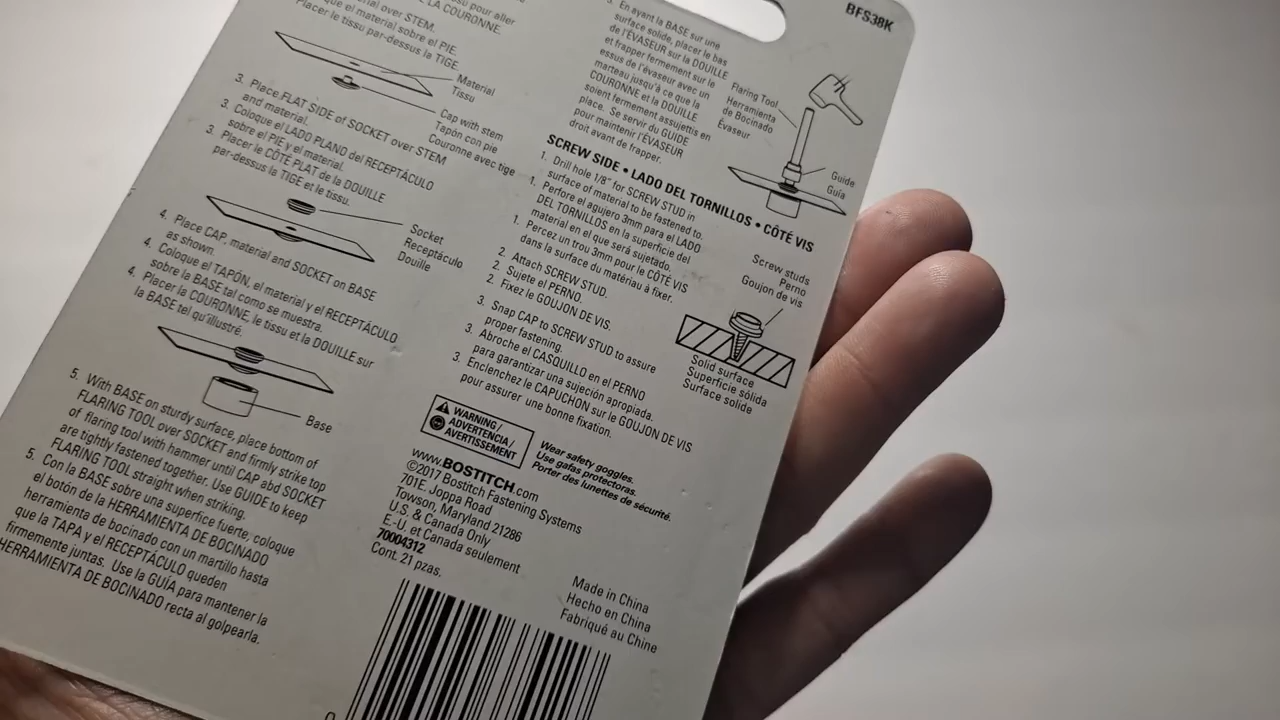 BFS38K
LA COURONNE.
material over STEM.
que el material sobre el PIE.
Placer le tissu par-dessus la TIGE.
Material
Tissu
Cap with stem
Tapón con pie
Couronne avec tige
3. Place FLAT SIDE of SOCKET over STEM
and material.
3. Coloque el LADO PLANO del RECEPTÁCULO
sobre el PIE y el material.
3. Placer le CÔTÉ PLAT de la DOUILLE
par-dessus la TIGE et le tissu.
Socket
Receptáculo
Douille
4. Place CAP, material and SOCKET on BASE
as shown.
4. Coloque el TAPÓN, el material y el RECEPTÁCULO
sobre la BASE tal como se muestra.
4. Placer la COURONNE, le tissu et la DOUILLE sur
la BASE tel qu'illustré.
Base
5. With BASE on sturdy surface, place bottom of
FLARING TOOL over SOCKET and firmly strike top
of flaring tool with hammer until CAP abd SOCKET
are tightly fastened together. Use GUIDE to keep
FLARING TOOL straight when striking.
5. Con la BASE sobre una superfice fuerte, coloque
el botón de la HERRAMIENTA DE BOCINADO
herramienta de bocinado con un martillo hasta
que la TAPA y el RECEPTÁCULO queden
firmemente juntas. Use la GUÍA para mantener la
HERRAMIENTA DE BOCINADO recta al golpearla.
5. En ayant la BASE sur une
surface solide, placer le bas
de l'ÉVASEUR sur la DOUILLE
et frapper fermement sur le
dessus de l'évaseur avec un
marteau jusqu'à ce que la
COURONNE et la DOUILLE
soient fermement assujettis en
place. Se servir du GUIDE
pour maintenir l'ÉVASEUR
droit avant de frapper.
Flaring Tool
Herramienta
de Bocinado
Évaseur
Guide
Guía
SCREW SIDE • LADO DEL TORNILLOS • CÔTÉ VIS
1. Drill hole 1/8" for SCREW STUD in
surface of material to be fastened to.
1. Perfore el agujero 3mm para el LADO
DEL TORNILLOS en la superficie del
material en el que será sujetado.
1. Percez un trou 3mm pour le CÔTÉ VIS
dans la surface du matériau à fixer.
2. Attach SCREW STUD.
2. Sujete el PERNO.
2. Fixez le GOUJON DE VIS.
3. Snap CAP to SCREW STUD to assure
proper fastening.
3. Abroche el CASQUILLO en el PERNO
para garantizar una sujeción apropiada.
3. Enclenchez le CAPUCHON sur le GOUJON DE VIS
pour assurer une bonne fixation.
Screw studs
Perno
Goujon de vis
Solid surface
Superficie sólida
Surface solide
WARNING/
ADVERTENCIA/
AVERTISSEMENT
Wear safety goggles.
Use gafas protectoras.
Porter des lunettes de sécurité.
www.BOSTITCH.com
©2017 Bostitch Fastening Systems
701E. Joppa Road
Towson, Maryland 21286
U.S. & Canada Only
E.-U. et Canada seulement
70004312
Cont. 21 pzas.
Made in China
Hecho en China
Fabriqué au Chine